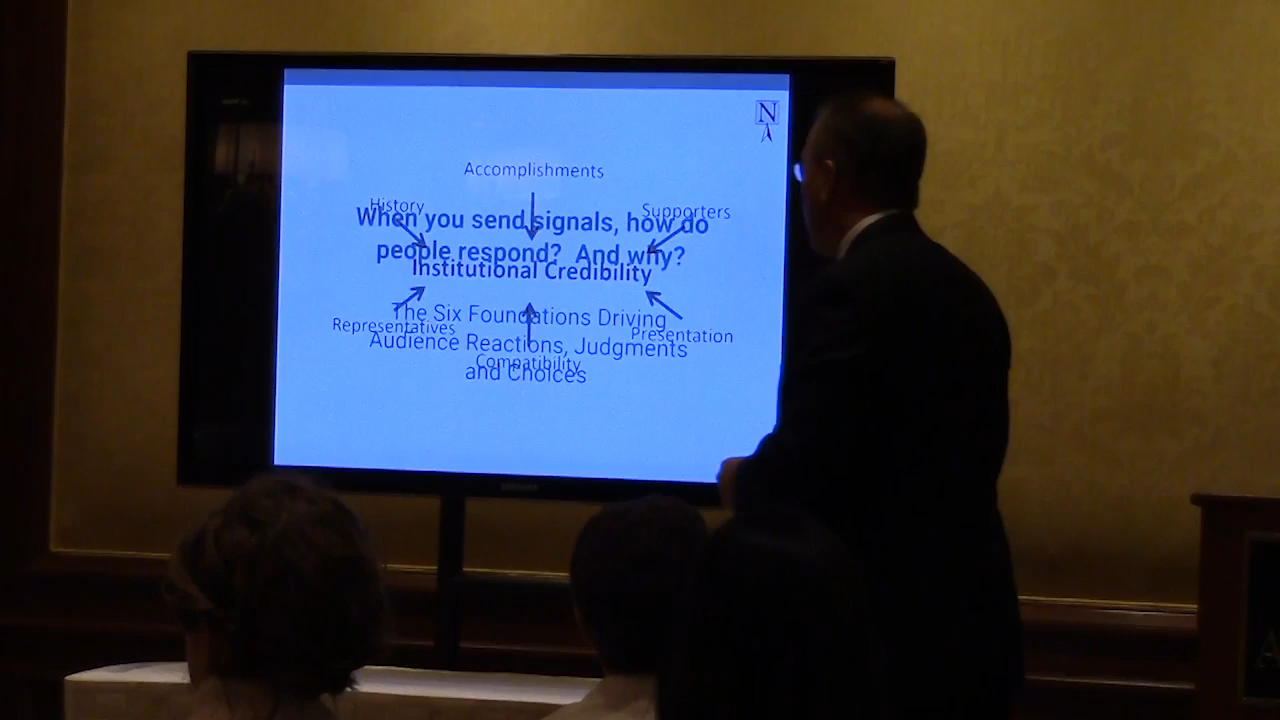 N
Accomplishments
History
Supporters
When you send signals, how do
people respond? And why?
Institutional Credibility
The Six Foundations Driving
Representatives
Presentation
Audience Reactions, Judgments
Compatibility
and Choices